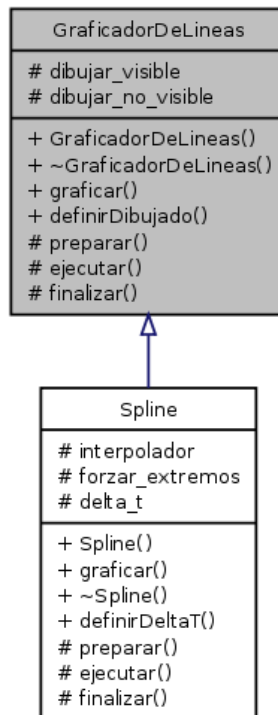 GraficadorDeLineas
# dibujar_visible
# dibujar_no_visible
+ GraficadorDeLineas()
+ ~GraficadorDeLineas()
+ graficar()
+ definirDibujado()
# preparar()
# ejecutar()
# finalizar()
Spline
# interpolador
# forzar_extremos
# delta_t
+ Spline()
+ graficar()
+ ~Spline()
+ definirDeltaT()
# preparar()
# ejecutar()
# finalizar()